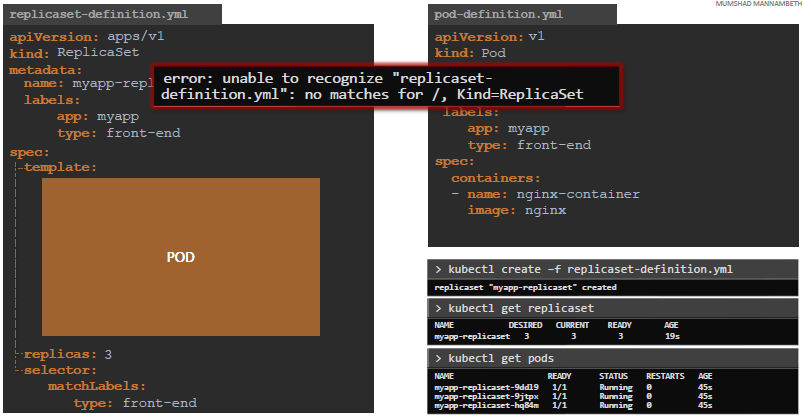 MUMSHAD MANNAMBETH
replicaset-definition.yml
apiVersion: apps/v1
kind: ReplicaSet
metadata:
name: myapp-repl
labels:
app: myapp
type: front-end
spec:
template:
POD
replicas: 3
selector:
matchLabels:
type: front-end
error: unable to recognize "replicaset-
definition.yml": no matches for /, Kind=ReplicaSet
pod-definition.yml
apiVersion: v1
kind: Pod
labels:
app: myapp
type: front-end
spec:
containers:
- name: nginx-container
image: nginx
> kubectl create -f replicaset-definition.yml
replicaset "myapp-replicaset" created
> kubectl get replicaset
NAME DESIRED CURRENT READY AGE
myapp-replicaset 3 3 3 19s
> kubectl get pods
NAME READY STATUS RESTARTS AGE
myapp-replicaset-9dd19 1/1 Running 0 45s
myapp-replicaset-9jtpx 1/1 Running 0 45s
myapp-replicaset-hq84m 1/1 Running 0 45s